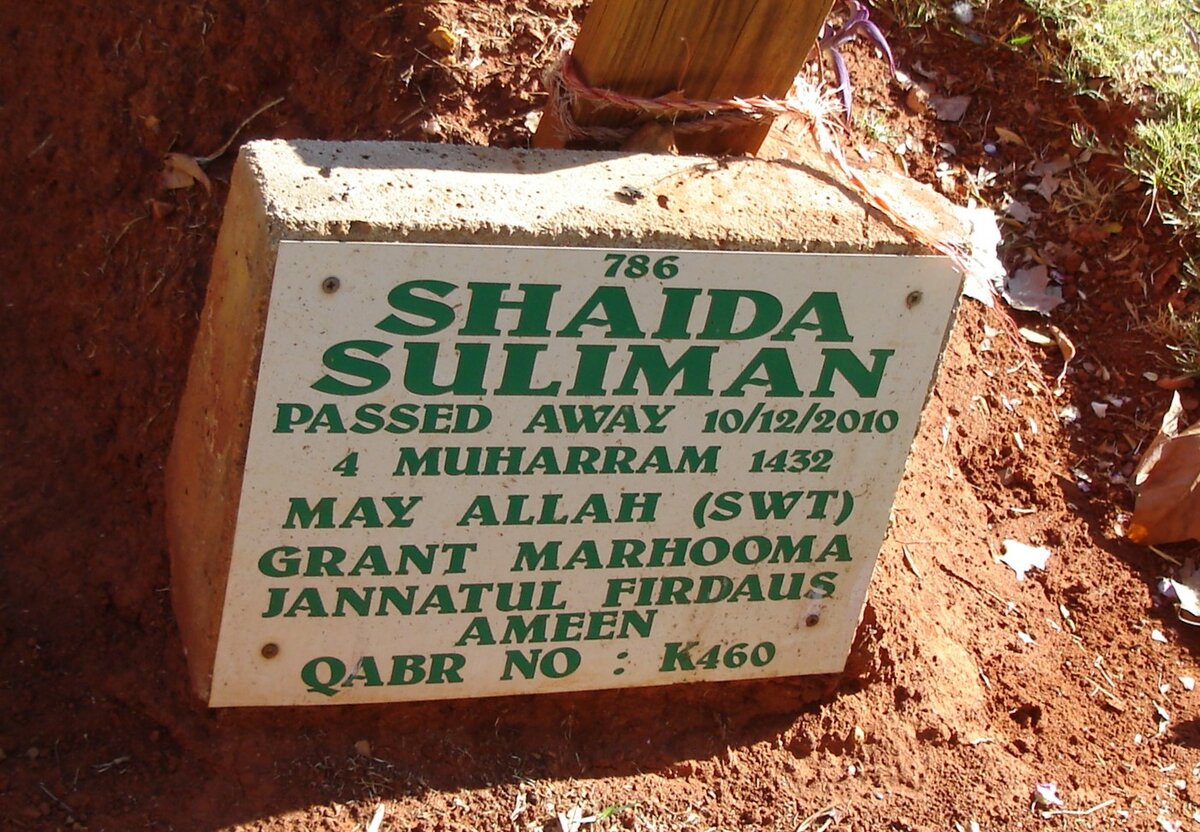 786
SHAIDA
SULIMAN
PASSED AWAY 10/12/2010
4 MUHARRAM 1432
MAY ALLAH (SWT)
GRANT MARHOOMA
JANNATUL FIRDAUS
AMEEN
QABR NO : K460